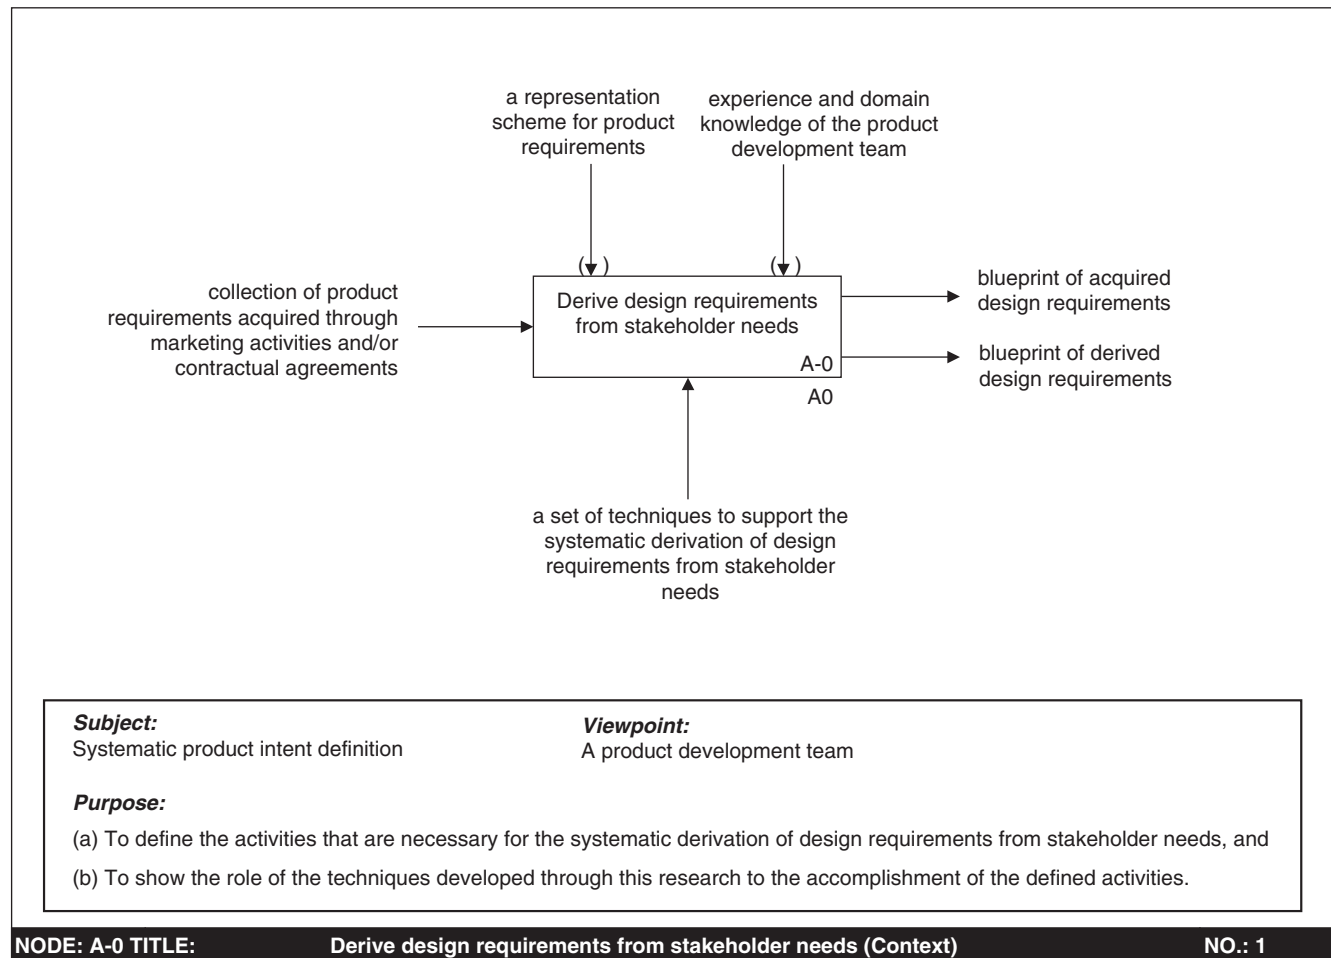 a representation
scheme for product
requirements
experience and domain
knowledge of the product
development team
( )
( )
collection of product
requirements acquired through
marketing activities and/or
contractual agreements
Derive design requirements
from stakeholder needs
A-0
A0
blueprint of acquired
design requirements
blueprint of derived
design requirements
a set of techniques to support the
systematic derivation of design
requirements from stakeholder
needs
Subject:
Systematic product intent definition
Viewpoint:
A product development team
Purpose:
(a) To define the activities that are necessary for the systematic derivation of design requirements from stakeholder needs, and
(b) To show the role of the techniques developed through this research to the accomplishment of the defined activities.
NODE: A-0 TITLE: Derive design requirements from stakeholder needs (Context) NO.: 1